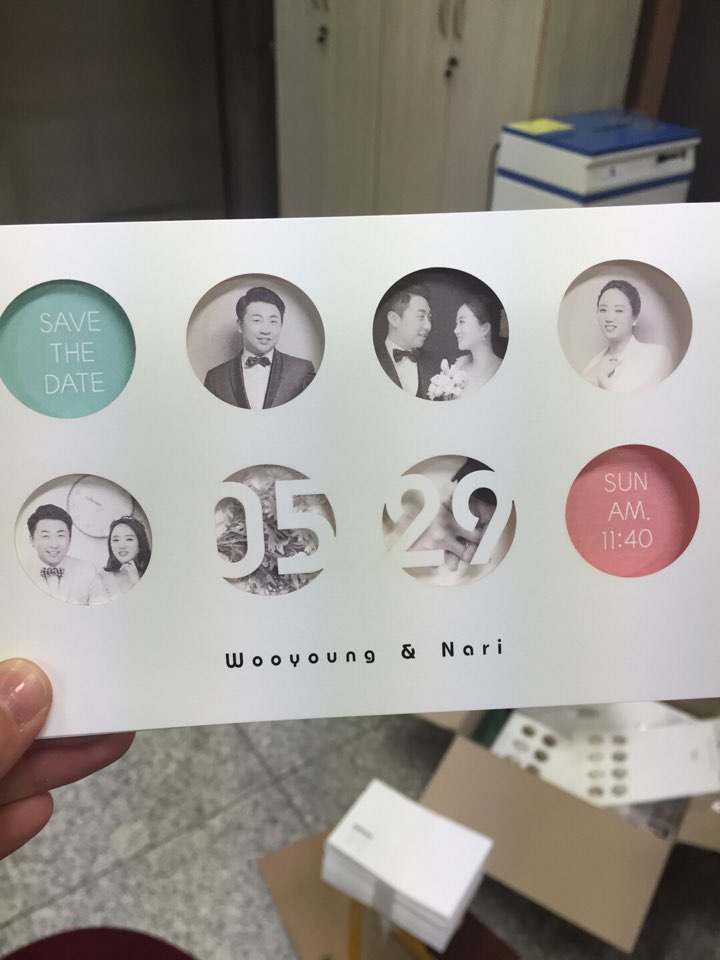 SAVE
THE
DATE
05
29
SUN
AM.
11:40
Wooyoung & Nari